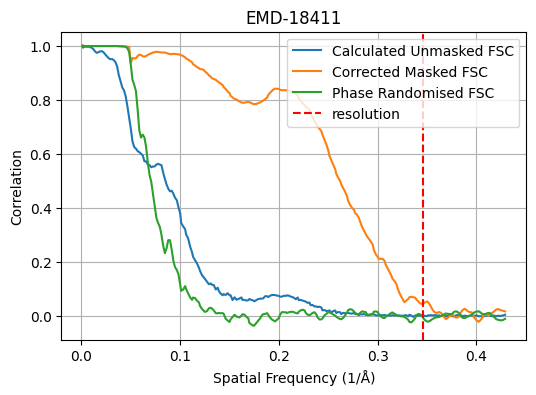 EMD-18411
Calculated Unmasked FSC
Corrected Masked FSC
Phase Randomised FSC
resolution
Correlation
1.0
0.8
0.6
0.4
0.2
0.0
0.0 0.1 0.2 0.3 0.4
Spatial Frequency (1/Å)